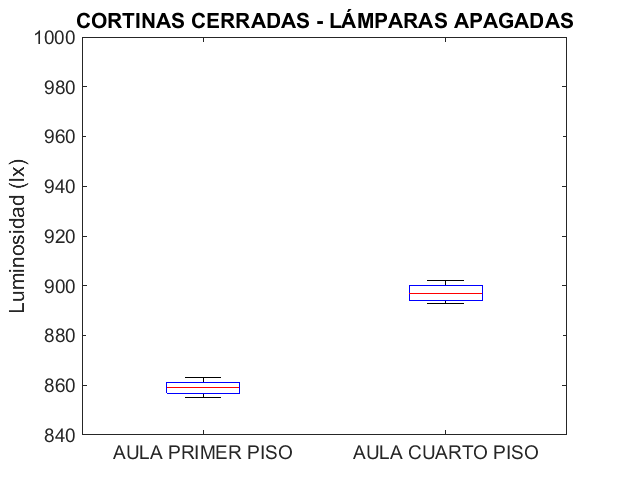 CORTINAS CERRADAS - LÁMPARAS APAGADAS
1000
980
960
940
920
900
880
860
840
Luminosidad (lx)
AULA PRIMER PISO
AULA CUARTO PISO